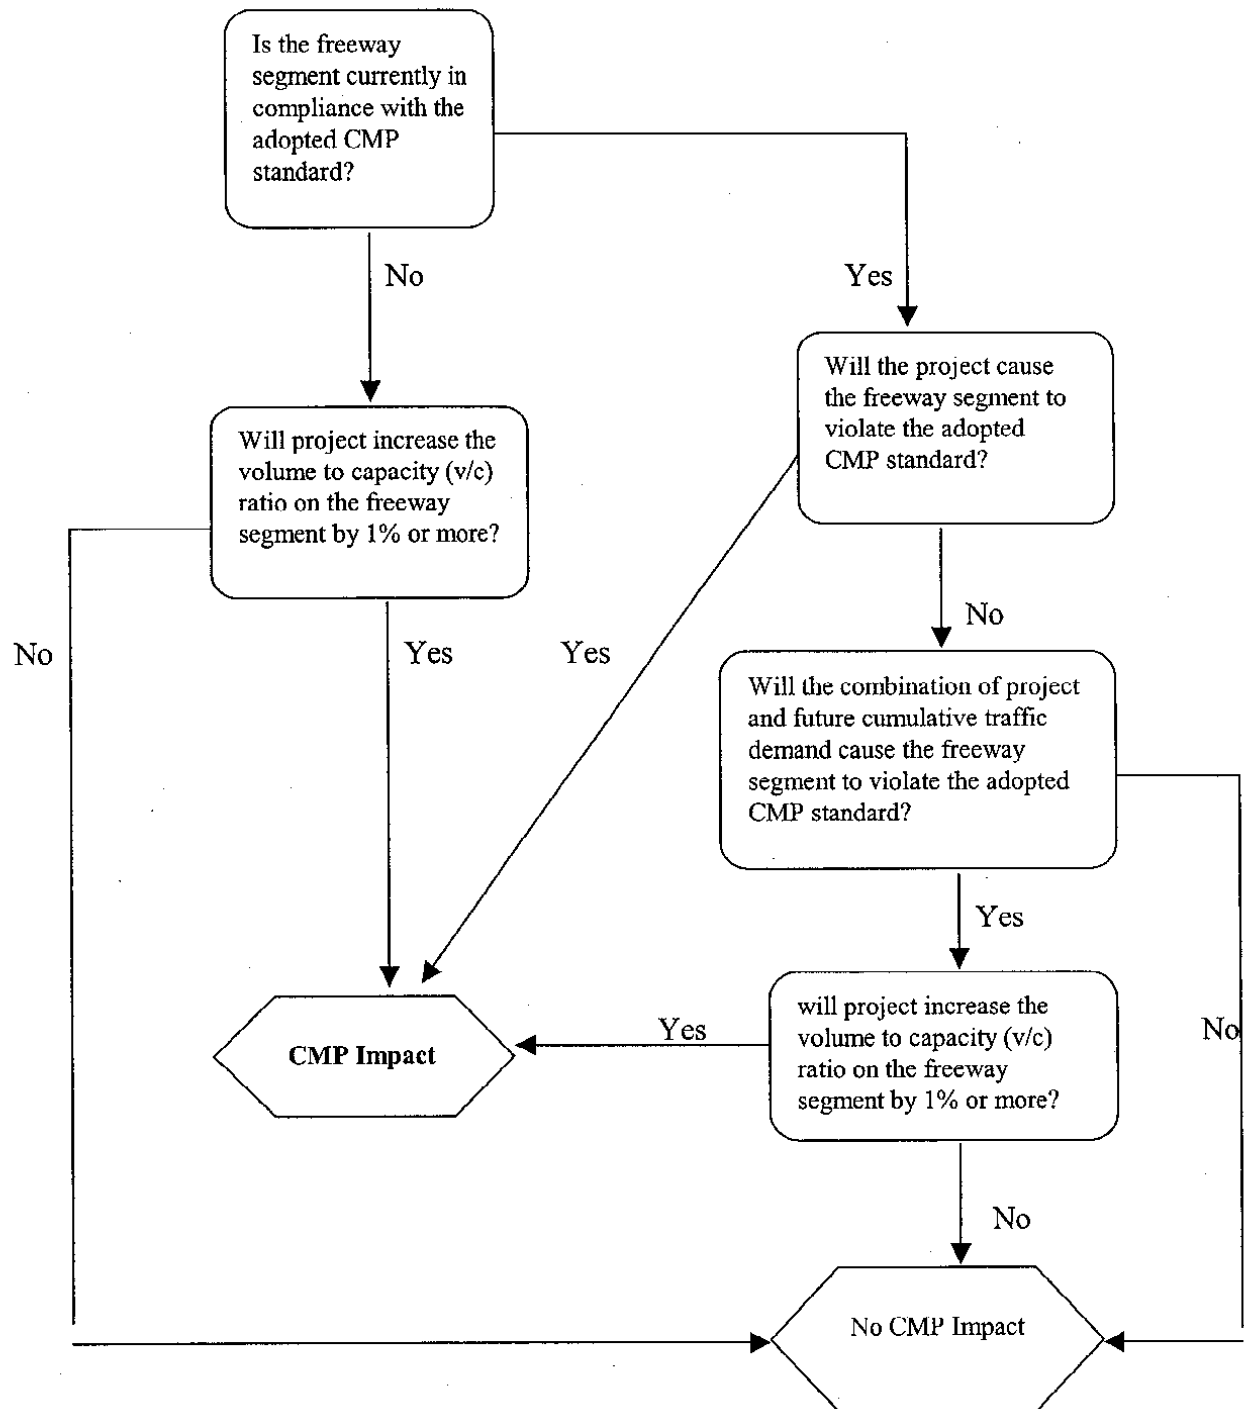 Is the freeway
segment currently in
compliance with the
adopted CMP
standard?
No
Yes
Will the project cause
the freeway segment to
violate the adopted
CMP standard?
Will project increase the
volume to capacity (v/c)
ratio on the freeway
segment by 1% or more?
No
No
Yes
Yes
Will the combination of project
and future cumulative traffic
demand cause the freeway
segment to violate the adopted
CMP standard?
Yes
will project increase the
volume to capacity (v/c)
ratio on the freeway
segment by 1% or more?
Yes
No
CMP Impact
No
No CMP Impact